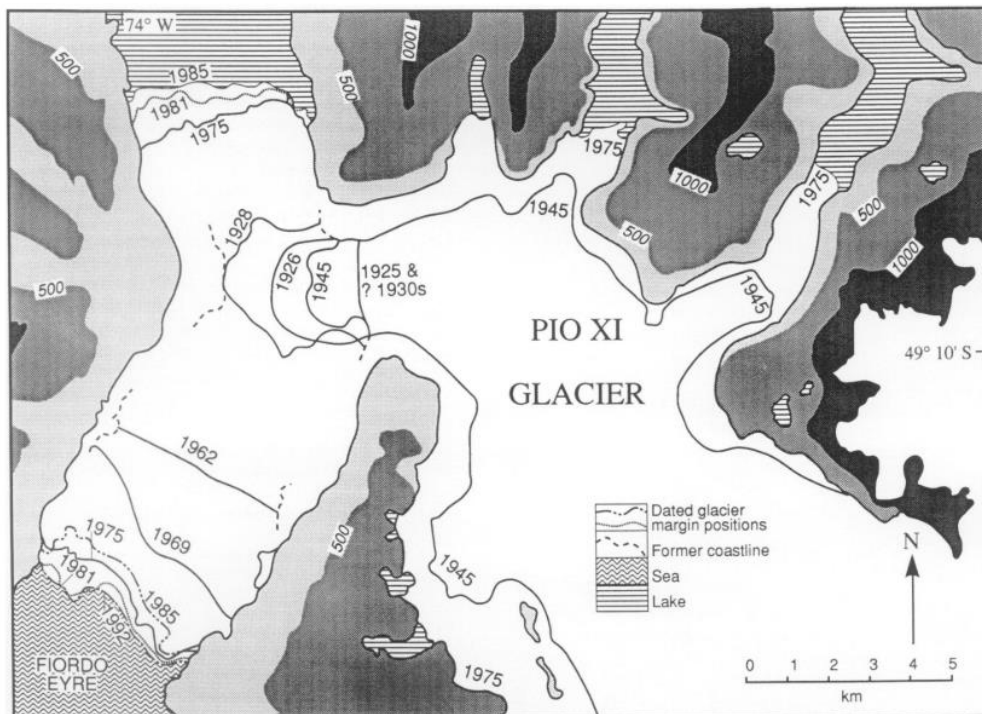 74° W
500
1985
1981
1975
1000
500
1975
1000
500
1975
500
1000
1945
1945
1928
1926
1945
1925 &
? 1930s
500
PIO XI
GLACIER
49° 10' S
1962
1969
1975
1981
1985
1992
500
1945
1975
FIORDO
EYRE
Dated glacier
margin positions
Former coastline
Sea
Lake
N
0 1 2 3 4 5
km